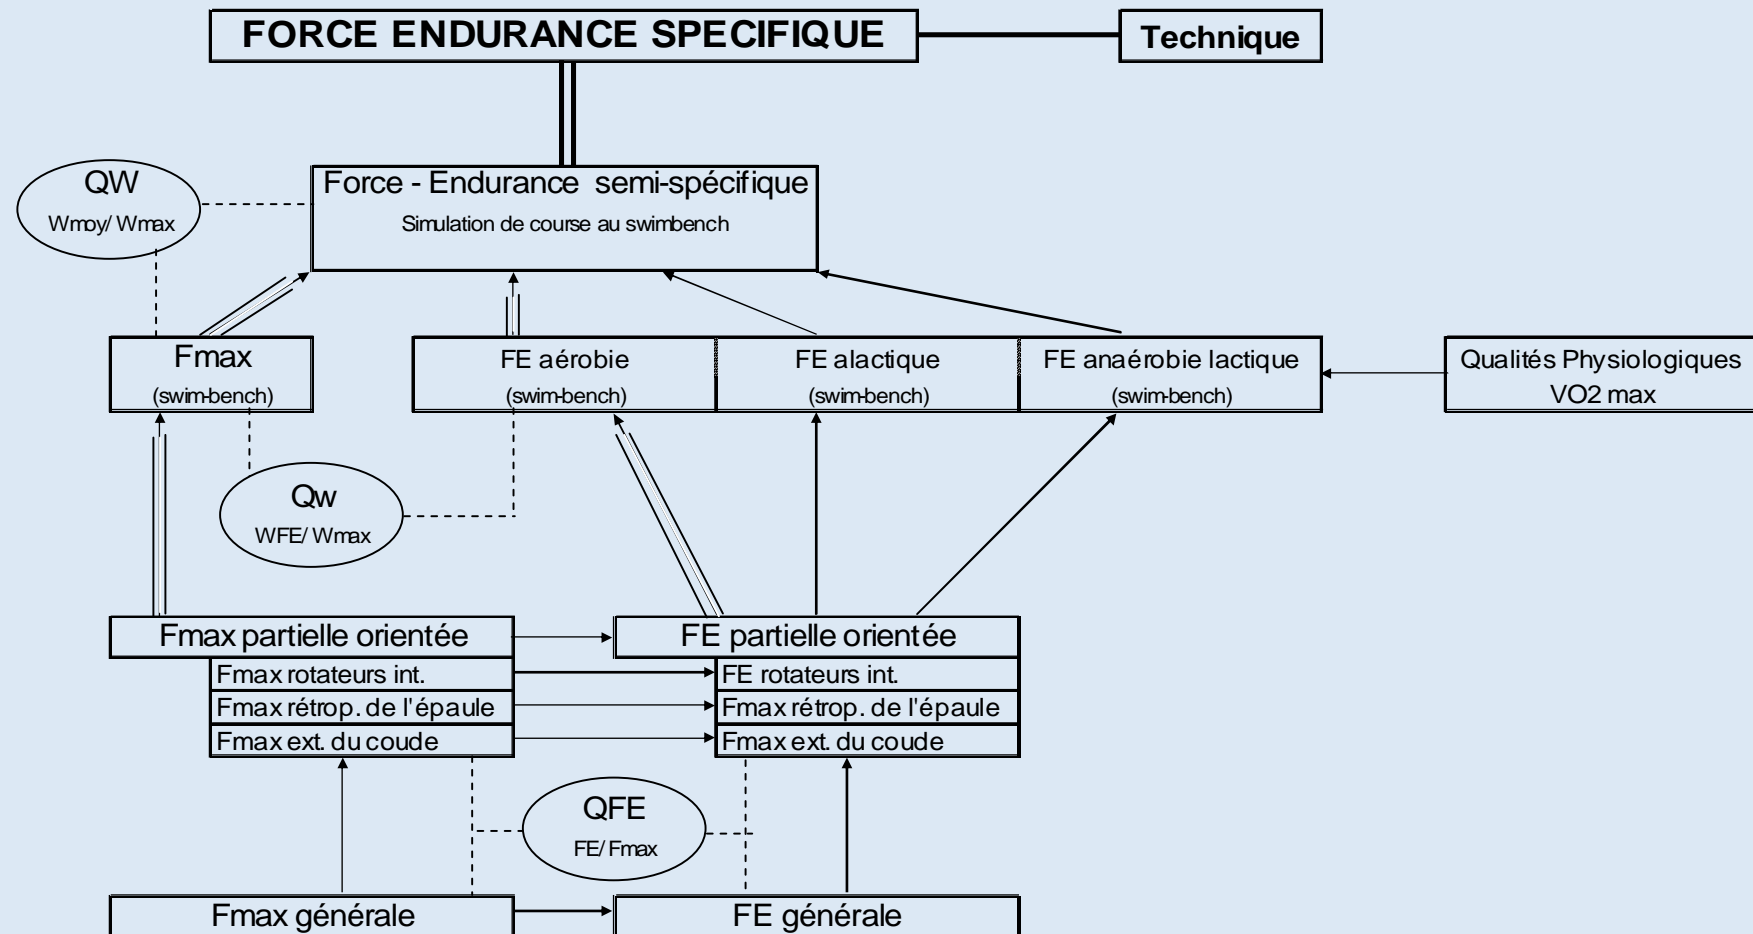 FORCE ENDURANCE SPECIFIQUE
Technique
QW
Wmoy/ Wmax
Force - Endurance semi-spécifique
Simulation de course au swimbench
Fmax
(swim-bench)
FE aérobie
(swim-bench)
FE alactique
(swim-bench)
FE anaérobie lactique
(swim-bench)
Qualités Physiologiques
VO2 max
Qw
WFE/ Wmax
Fmax partielle orientée
Fmax rotateurs int.
Fmax rétrop. de l'épaule
Fmax ext. du coude
FE partielle orientée
FE rotateurs int.
Fmax rétrop. de l'épaule
Fmax ext. du coude
QFE
FE/ Fmax
Fmax générale
FE générale